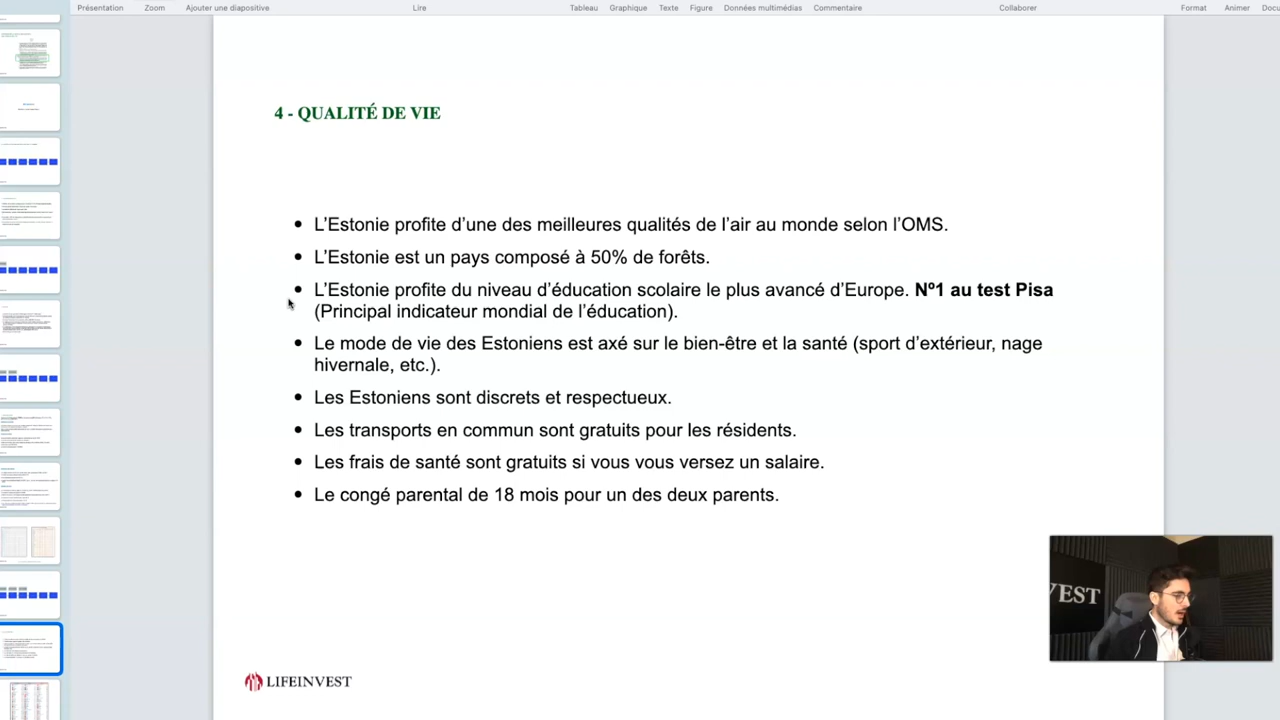 Présentation Zoom Ajouter une diapositive Lire Tableau Graphique Texte Figure Données multimédias Commentaire Collaborer Format Animer
4 - QUALITÉ DE VIE
• L’Estonie profite d’une des meilleures qualités de l’air au monde selon l’OMS.
• L’Estonie est un pays composé à 50% de forêts.
• L’Estonie profite du niveau d’éducation scolaire le plus avancé d’Europe. Nº1 au test Pisa
(Principal indicateur mondial de l’éducation).
• Le mode de vie des Estoniens est axé sur le bien-être et la santé (sport d’extérieur, nage
hivernale, etc.).
• Les Estoniens sont discrets et respectueux.
• Les transports en commun sont gratuits pour les résidents.
• Les frais de santé sont gratuits si vous vous versez un salaire.
• Le congé parental de 18 mois pour un des deux parents.
VEST
LIFEINVEST